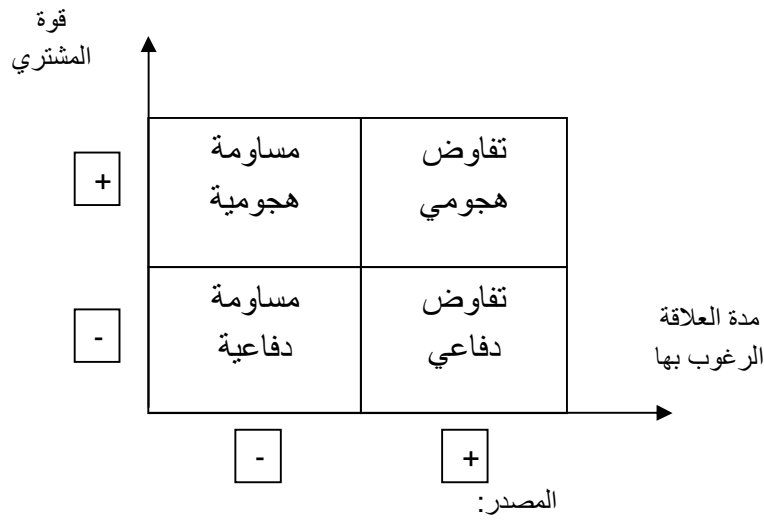 قوة
المشتري
+
مساومة
هجومية
تفاوض
هجومي
-
مساومة
دفاعية
تفاوض
دفاعي
مدة العلاقة
الرغوب بها
-
+
المصدر: